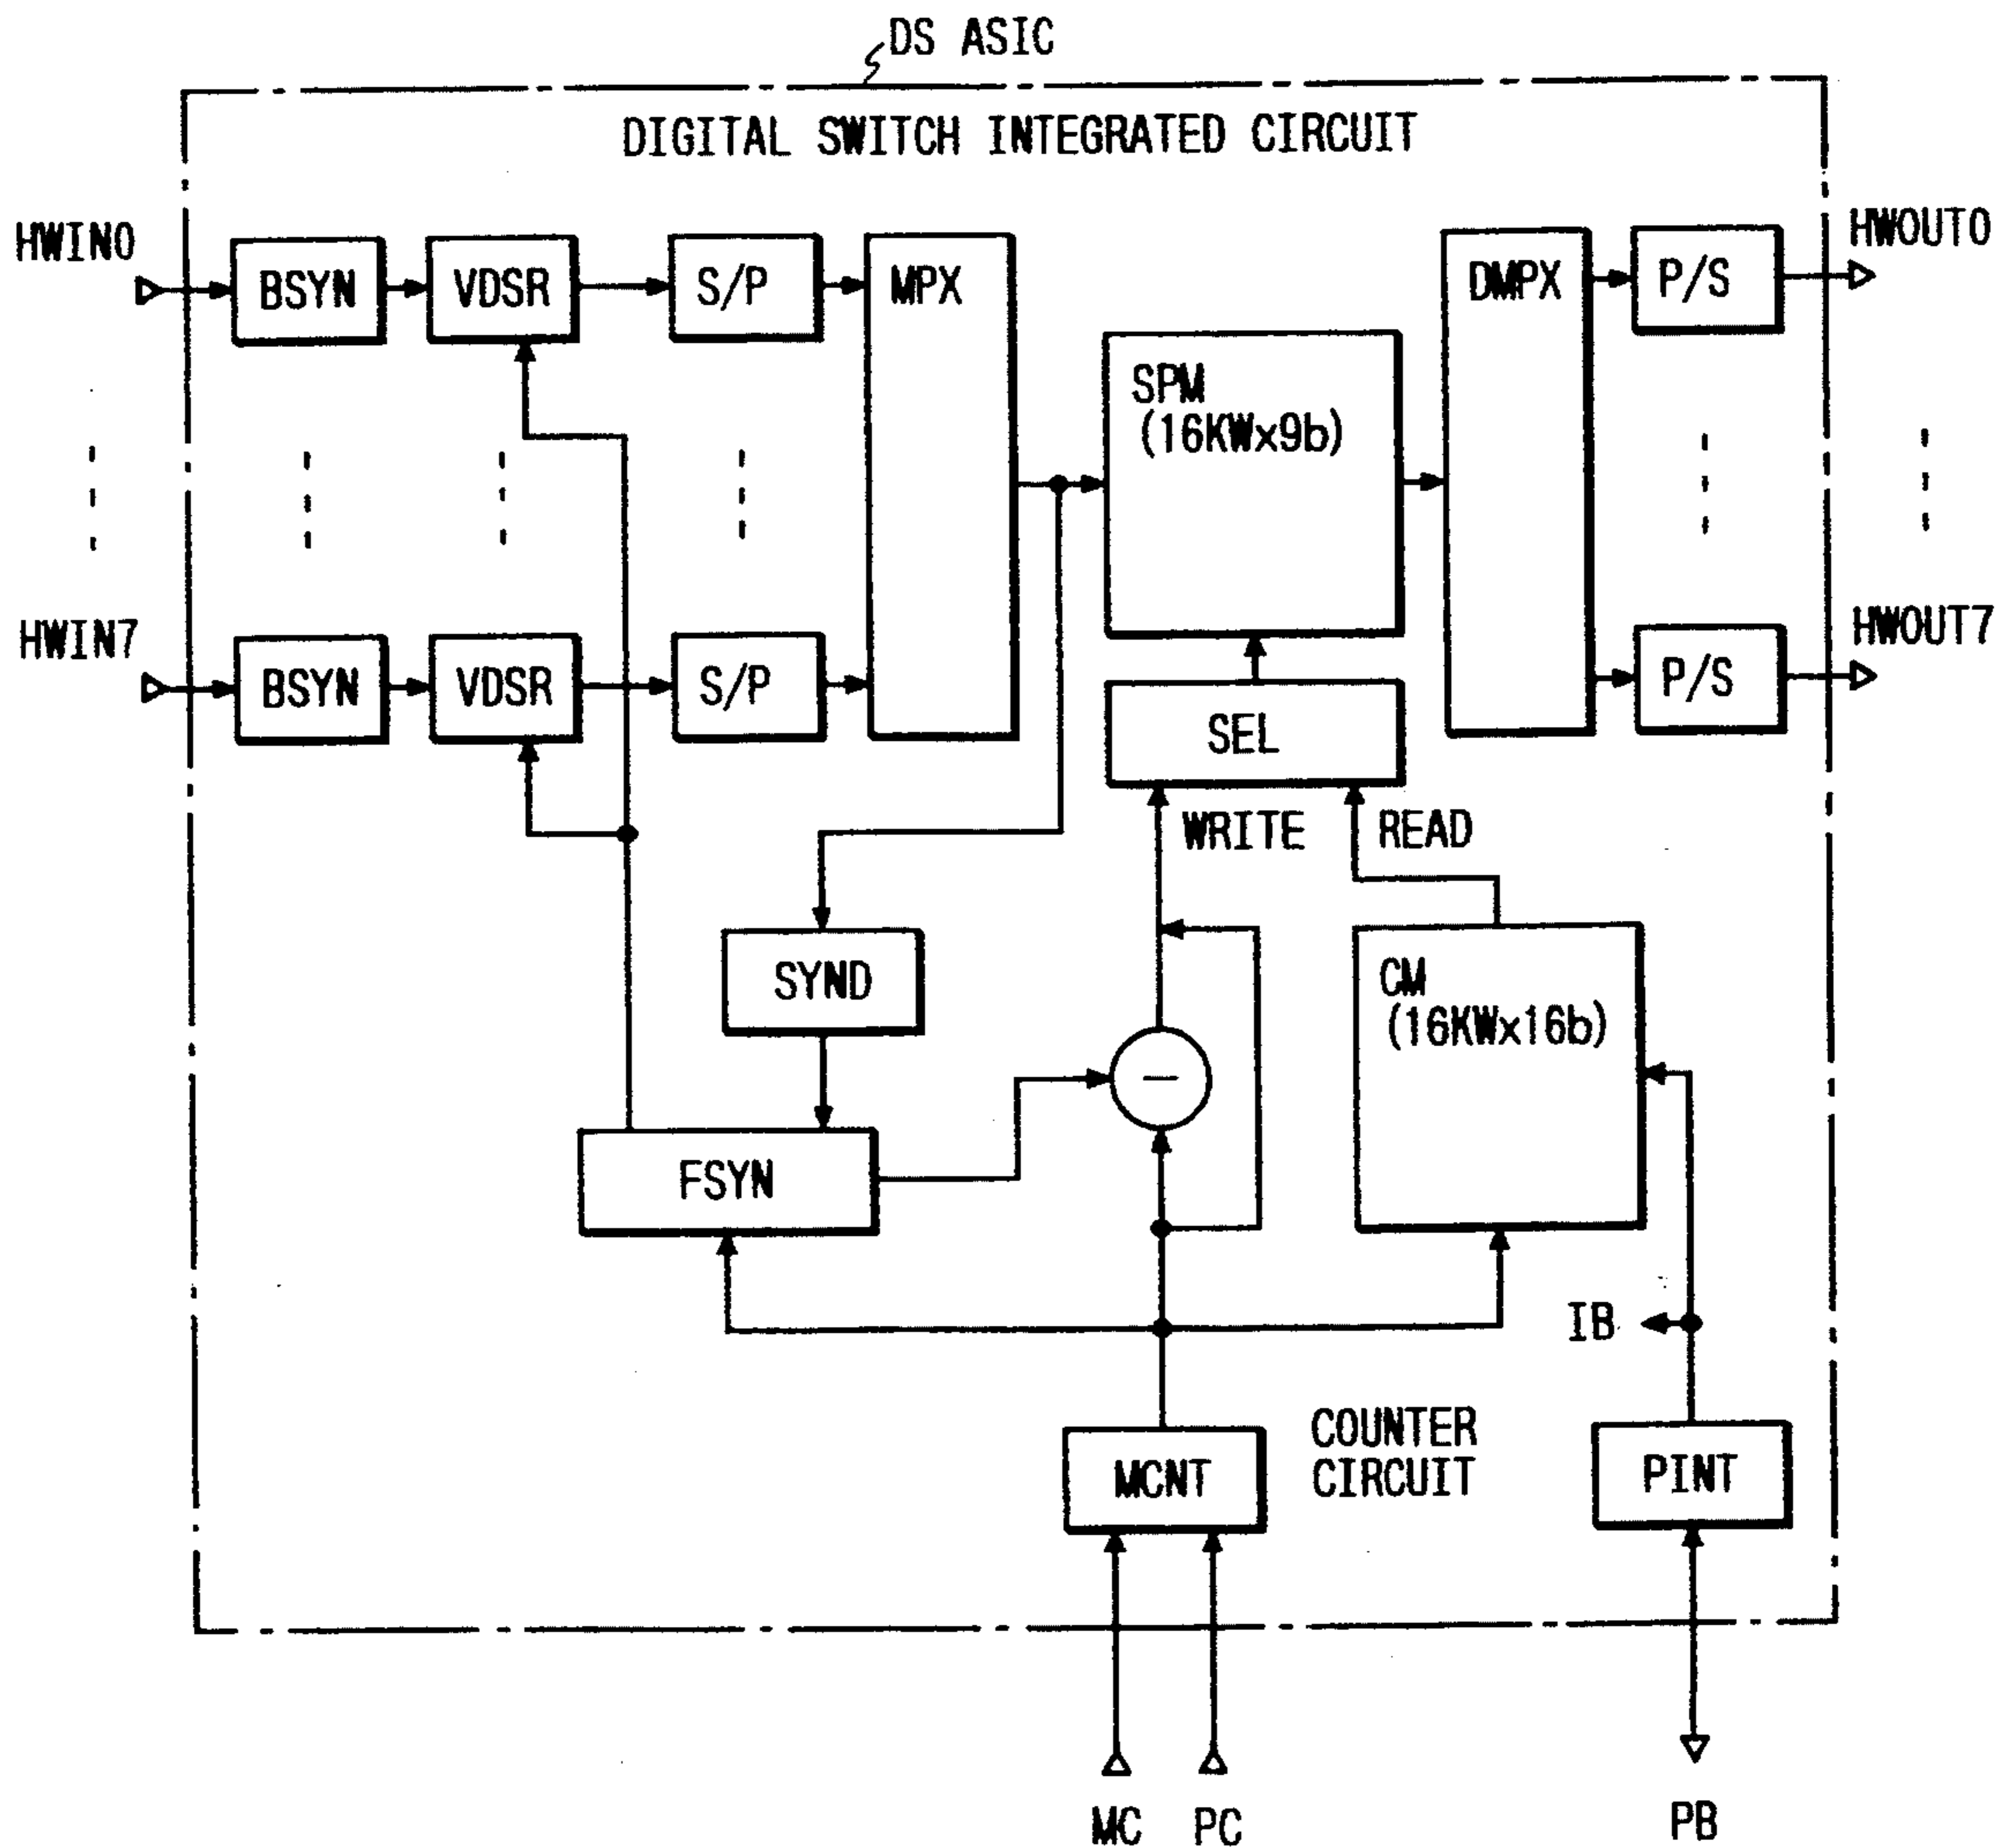 DS ASIC
DIGITAL SWITCH INTEGRATED CIRCUIT
HWIN0
BSYN
VDSR
S/P
MPX
DMPX
P/S
HWOUT0
SPM
(16KWx9b)
HWIN7
BSYN
VDSR
S/P
P/S
HWOUT7
SEL
WRITE
READ
SYND
CM
(16KWx16b)
−
FSYN
IB
MCNT
COUNTER
CIRCUIT
PINT
MC
PC
PB